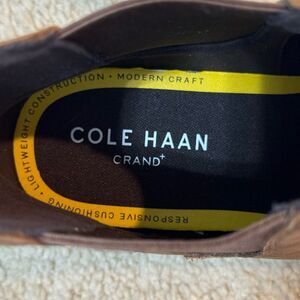 LIGHTWEIGHT CONSTRUCTION • MODERN CRAFT
COLE HAAN
GRAND+
RESPONSIVE CUSHIONING •